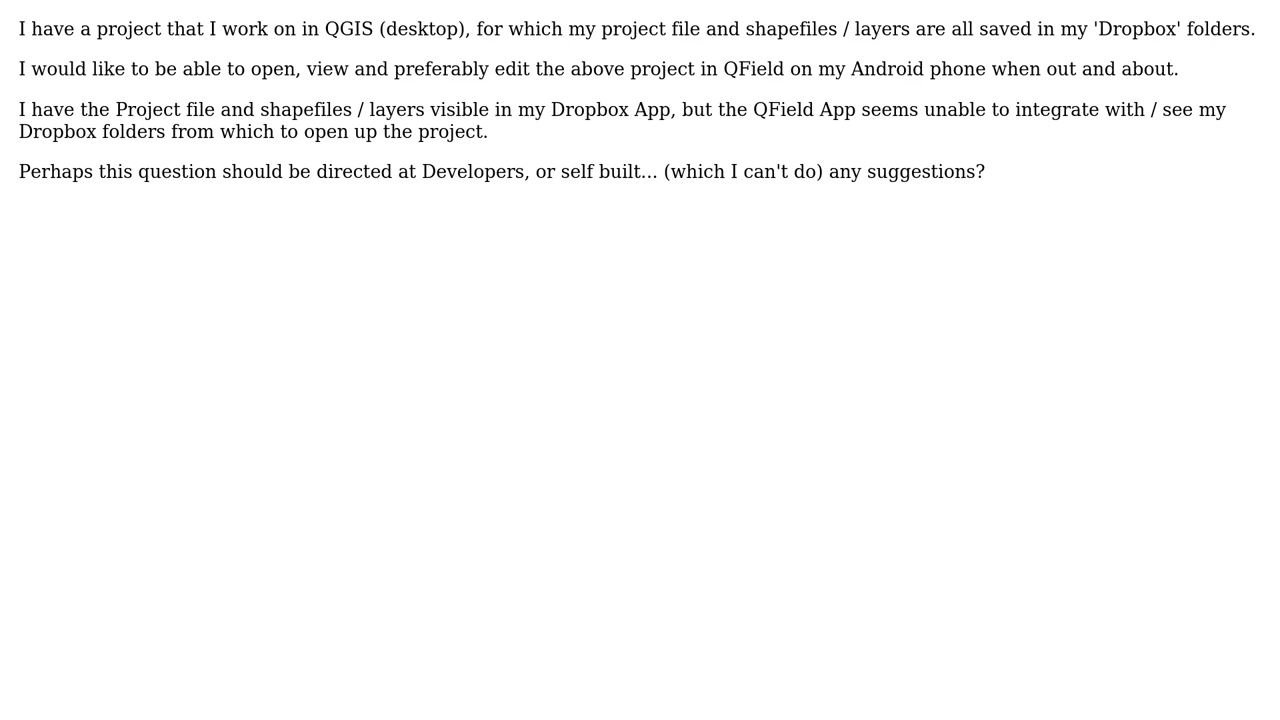 I have a project that I work on in QGIS (desktop), for which my project file and shapefiles / layers are all saved in my 'Dropbox' folders.
I would like to be able to open, view and preferably edit the above project in QField on my Android phone when out and about.
I have the Project file and shapefiles / layers visible in my Dropbox App, but the QField App seems unable to integrate with / see my
Dropbox folders from which to open up the project.
Perhaps this question should be directed at Developers, or self built... (which I can't do) any suggestions?